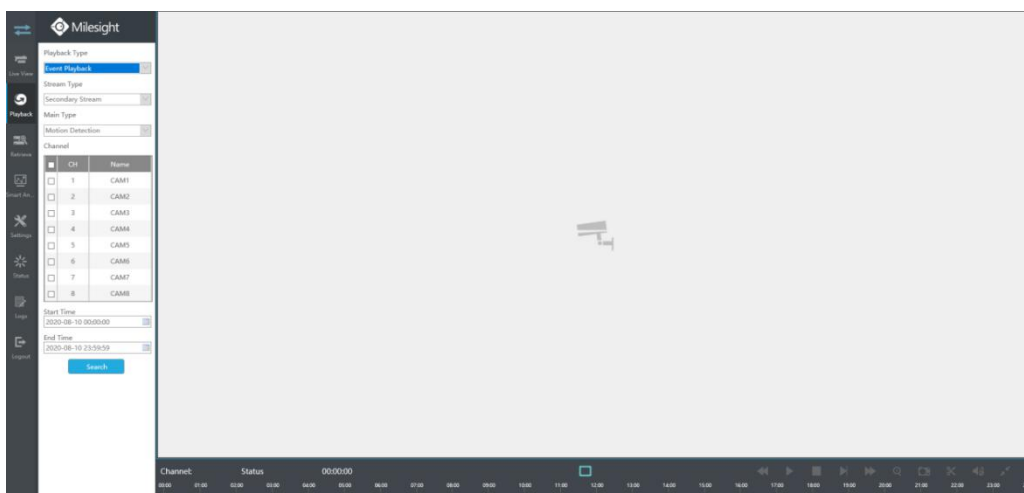 Milesight
Live View
Playback
Retrieve
Smart An...
Settings
Status
Logs
Logout
Playback Type
Event Playback
Stream Type
Secondary Stream
Main Type
Motion Detection
Channel
CH Name
1 CAM1
2 CAM2
3 CAM3
4 CAM4
5 CAM5
6 CAM6
7 CAM7
8 CAM8
Start Time
2020-08-10 00:00:00
End Time
2020-08-10 23:59:59
Search
Channel: Status 00:00:00
00:00 01:00 02:00 03:00 04:00 05:00 06:00 07:00 08:00 09:00 10:00 11:00 12:00 13:00 14:00 15:00 16:00 17:00 18:00 19:00 20:00 21:00 22:00 23:00